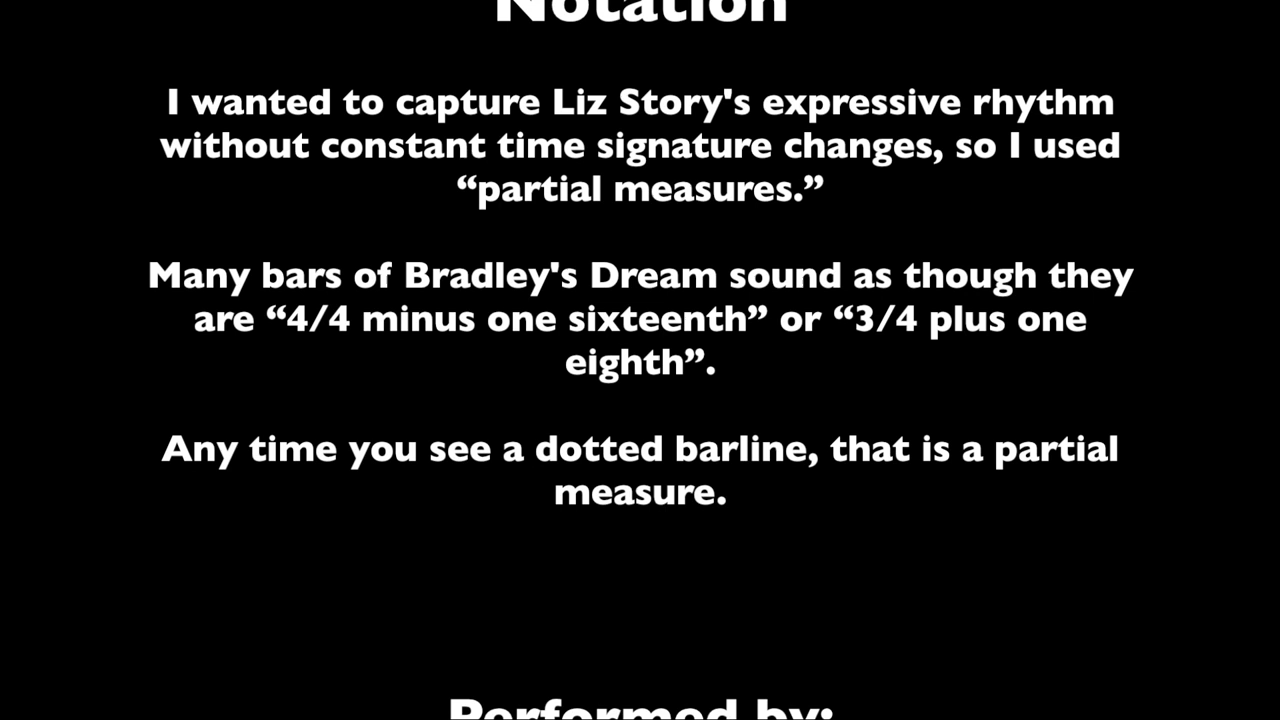 Notation
I wanted to capture Liz Story's expressive rhythm
without constant time signature changes, so I used
“partial measures.”
Many bars of Bradley's Dream sound as though they
are “4/4 minus one sixteenth” or “3/4 plus one
eighth”.
Any time you see a dotted barline, that is a partial
measure.
Performed by: